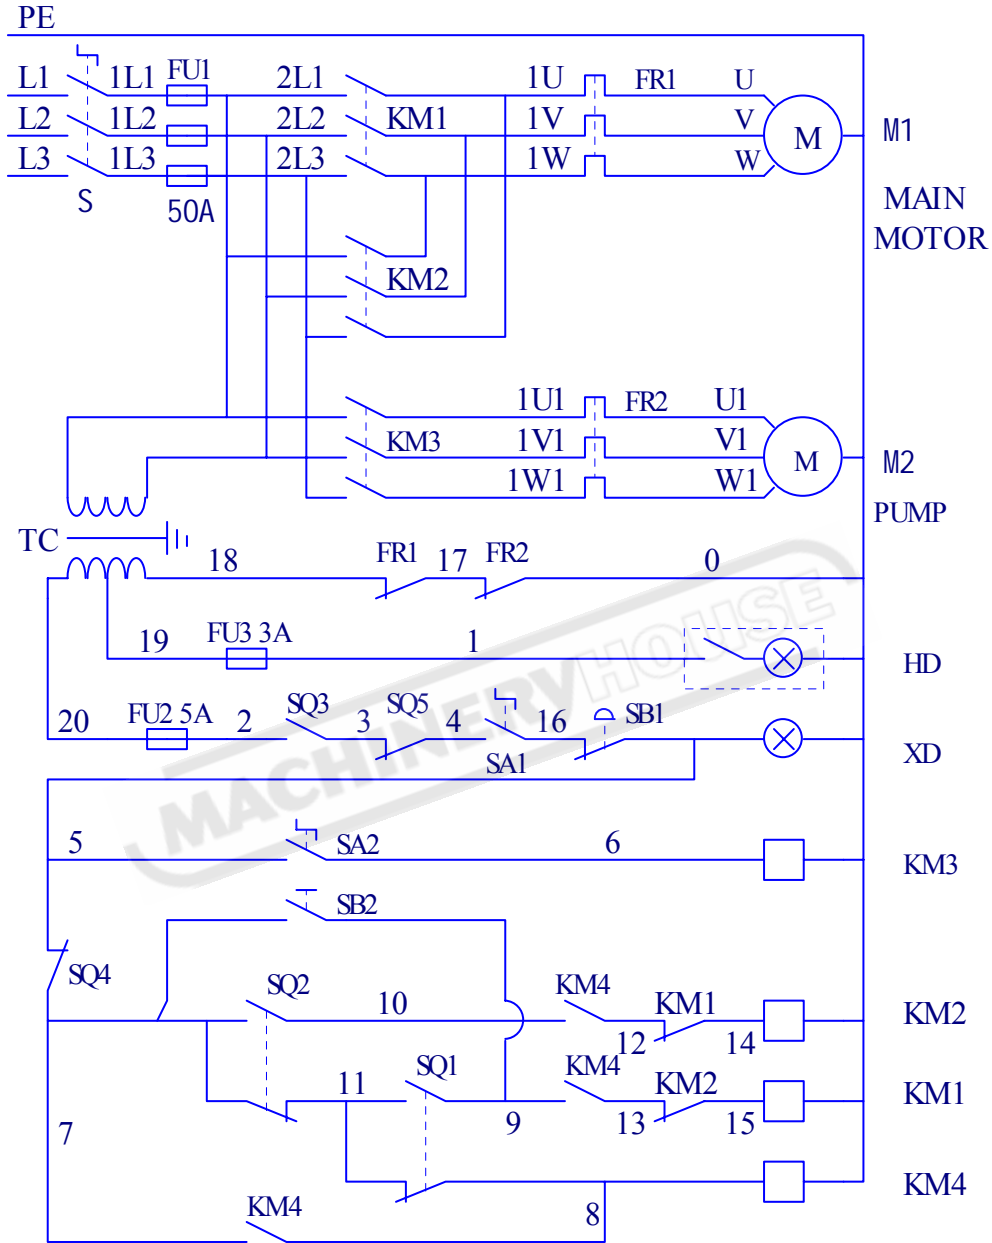 PE
L1 1L1 FU1 2L1 1U FR1 U
L2 1L2 2L2 KM1 1V V M M1
L3 1L3 2L3 1W W
S 50A
MAIN
MOTOR
KM2
1U1 FR2 U1
KM3 1V1 V1 M M2
1W1 W1
PUMP
TC
18 FR1 17 FR2 0
19 FU3 3A 1 HD
20 FU2 5A 2 SQ3 3 SQ5 4 16 SB1 XD
SA1
5 SA2 6 KM3
SB2
SQ4
SQ2 10 KM4 KM1 KM2
12 14
11 SQ1 KM4 KM2 KM1
7 9 13 15
KM4
KM4 8
MACHINERYHOUSE